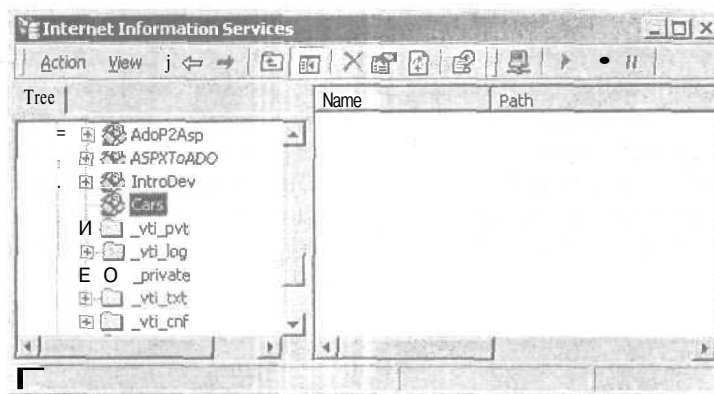 Internet Information Services
Action View j
Tree
Name Path
= AdoP2Asp
ASPXToADO
. IntroDev
Cars
И _vti_pvt
_vti_log
E O _private
_vti_txt
_vti_cnf